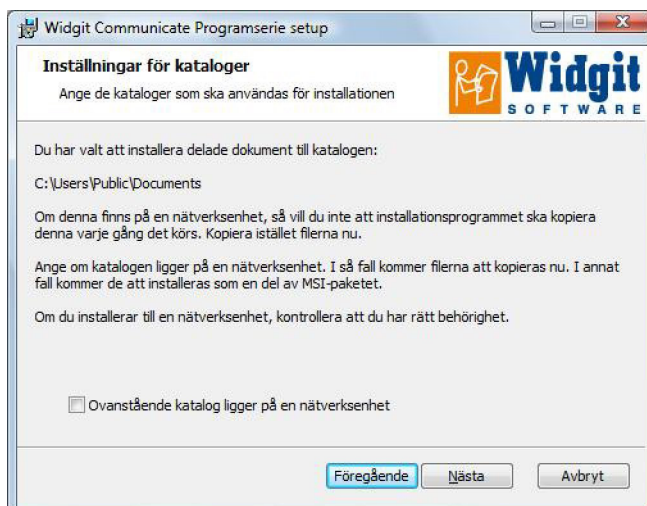 Widgit Communicate Programserie setup
Inställningar för kataloger
Ange de kataloger som ska användas för installationen
Widgit
SOFTWARE
Du har valt att installera delade dokument till katalogen:
C:\Users\Public\Documents
Om denna finns på en nätverksenhet, så vill du inte att installationsprogrammet ska kopiera
denna varje gång det körs. Kopiera istället filerna nu.
Ange om katalogen ligger på en nätverksenhet. I så fall kommer filerna att kopieras nu. I annat
fall kommer de att installeras som en del av MSI-paketet.
Om du installerar till en nätverksenhet, kontrollera att du har rätt behörighet.
Ovanstående katalog ligger på en nätverksenhet
Föregående Nästa Avbryt